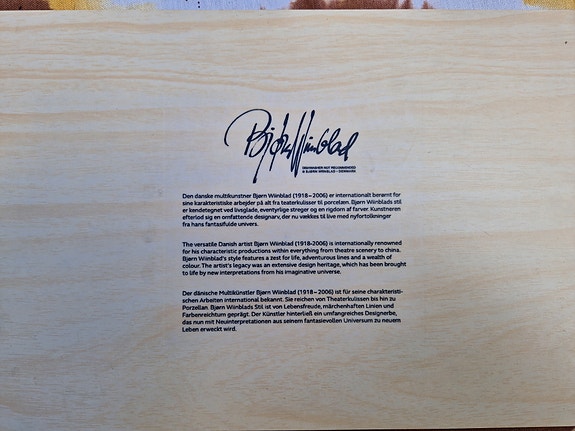 Bjørn Wiinblad
© BJØRN WIINBLAD - DENMARK
Den danske multikunstner Bjørn Wiinblad (1918–2006) er internationalt berømt for
sine karakteristiske arbejder på alt fra teaterkulisser til porcelæn. Bjørn Wiinblads stil
er kendetegnet ved livsglade, eventyrlige streger og en rigdom af farver. Kunstneren
efterlod sig en omfattende designarv, der nu vækkes til live med nyfortolkninger
fra hans fantasifulde univers.
The versatile Danish artist Bjørn Wiinblad (1918-2006) is internationally renowned
for his characteristic productions within everything from theatre scenery to china.
Bjørn Wiinblad's style features a zest for life, adventurous lines and a wealth of
colour. The artist's legacy was an extensive design heritage, which has been brought
to life by new interpretations from his imaginative universe.
Der dänische Multikünstler Bjørn Wiinblad (1918–2006) ist für seine charakteristi-
schen Arbeiten international bekannt. Sie reichen von Theaterkulissen bis hin zu
Porzellan. Bjørn Wiinblads Stil ist von Lebensfreude, märchenhaften Linien und
Farbenreichtum geprägt. Der Künstler hinterließ ein umfangreiches Designerbe,
das nun mit Neuinterpretationen aus seinem fantasievollen Universum zu neuem
Leben erweckt wird.